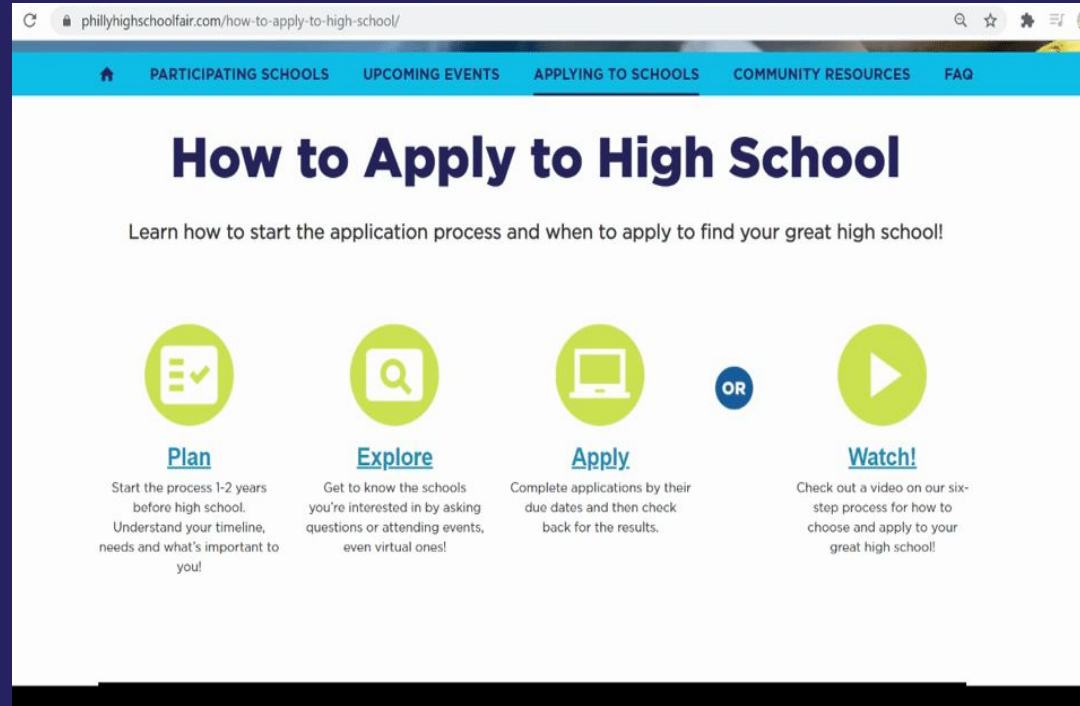 phillyhighschoolfair.com/how-to-apply-to-high-school/
PARTICIPATING SCHOOLS UPCOMING EVENTS APPLYING TO SCHOOLS COMMUNITY RESOURCES FAQ
How to Apply to High School
Learn how to start the application process and when to apply to find your great high school!
Plan
Start the process 1-2 years
before high school.
Understand your timeline,
needs and what's important to
you!
Explore
Get to know the schools
you're interested in by asking
questions or attending events,
even virtual ones!
Apply
Complete applications by their
due dates and then check
back for the results.
OR
Watch!
Check out a video on our six-
step process for how to
choose and apply to your
great high school!